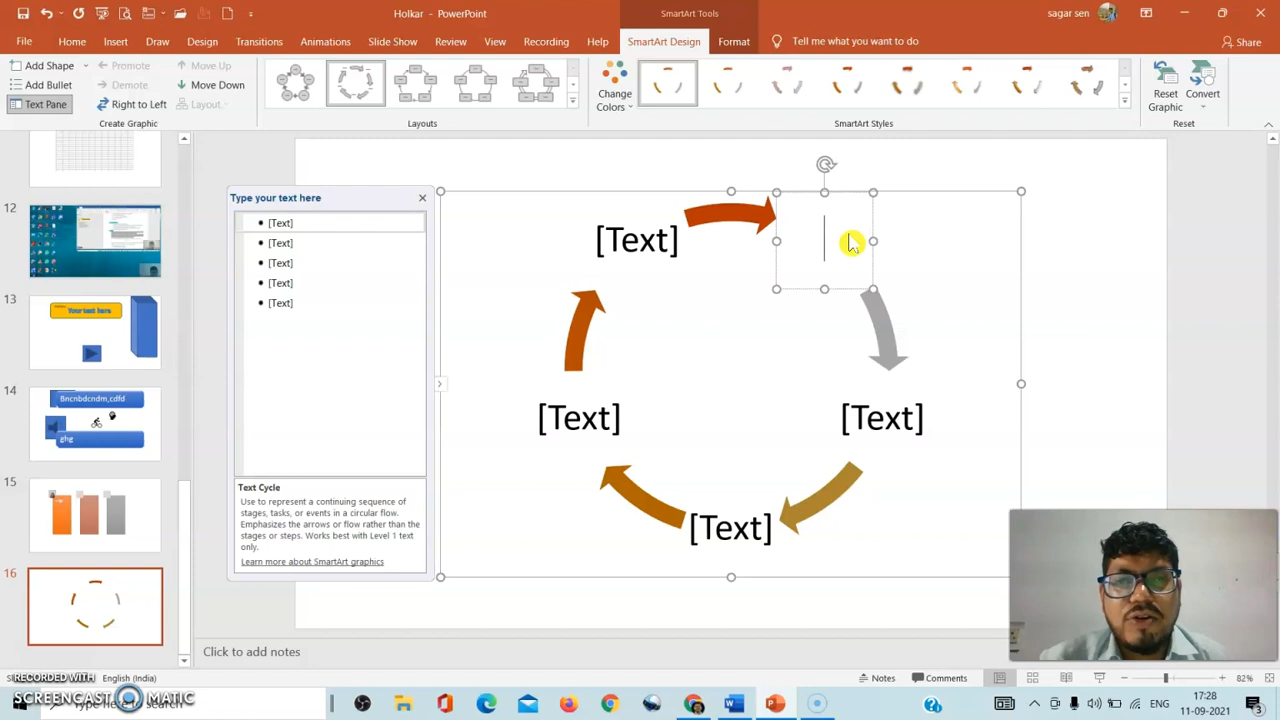 Holkar - PowerPoint
SmartArt Tools
sagar sen
File
Home
Insert
Draw
Design
Transitions
Animations
Slide Show
Review
View
Recording
Help
SmartArt Design
Format
Tell me what you want to do
Share
Add Shape
Promote
Move Up
Add Bullet
Demote
Move Down
Text Pane
Right to Left
Layout
Create Graphic
Layouts
Change
Colors
SmartArt Styles
Reset
Graphic
Convert
Reset
12
13
Your text here
14
Bncnbdcndm,cdfd
ghg
15
16
Type your text here
[Text]
[Text]
[Text]
[Text]
[Text]
Text Cycle
Use to represent a continuing sequence of
stages, tasks, or events in a circular flow.
Emphasizes the arrows or flow rather than the
stages or steps. Works best with Level 1 text
only.
Learn more about SmartArt graphics
[Text]
[Text]
[Text]
[Text]
Click to add notes
RECORDED WITH
SCREENCAST MATIC
English (India)
Notes
Comments
82%
ENG
17:28
11-09-2021
3